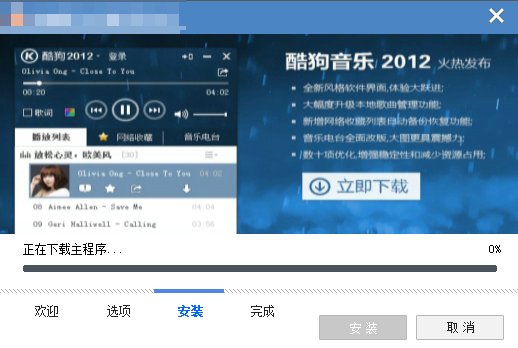 酷狗2012 · 登录
Olivia Ong - Close To You
00:20 04:02
歌词
播放列表 网络收藏 音乐电台
放松心灵·欧美风 [30]
Olivia Ong - Close To You 04:02
08 Aimee Allen - Save Me 04:04
09 Geri Halliwell - Calling 03:58
酷狗音乐 2012 火热发布
全新风格软件界面,体验大跃进;
大幅度升级本地歌曲管理功能;
新增网络收藏列表自动备份恢复功能;
音乐电台全面改版,大图更具震撼力;
数十项优化,增强稳定性和减少资源占用;
立即下载
正在下载主程序... 0%
欢迎 选项 安装 完成
安装 取消